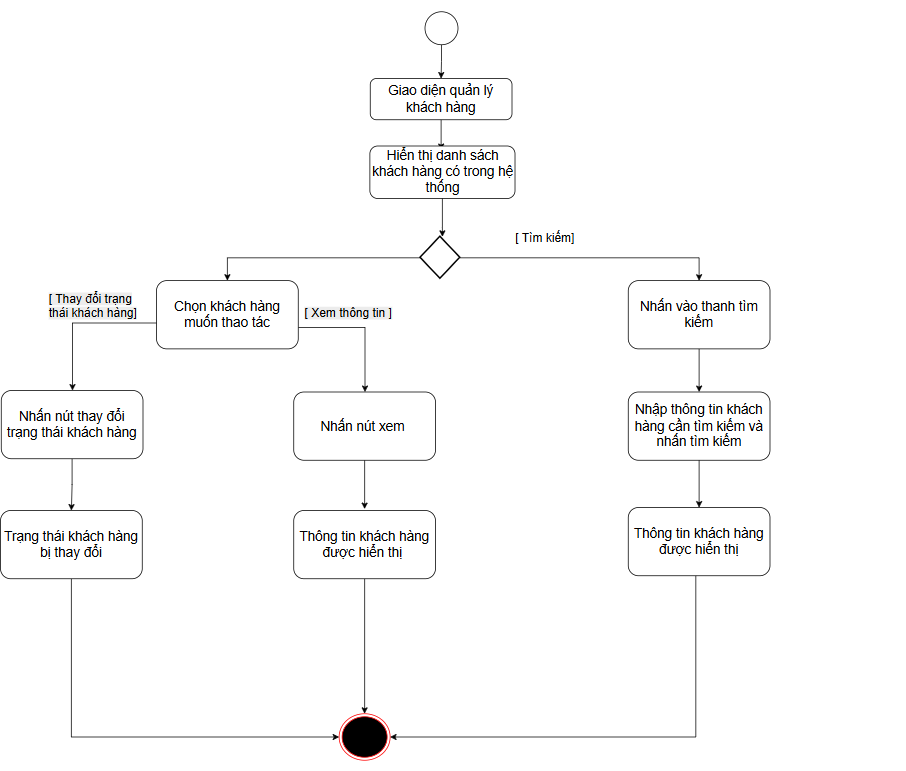 Giao diện quản lý
khách hàng
Hiển thị danh sách
khách hàng có trong hệ
thống
[ Tìm kiếm]
[ Thay đổi trạng
thái khách hàng]
Chọn khách hàng
muốn thao tác
[ Xem thông tin ]
Nhấn vào thanh tìm
kiếm
Nhấn nút thay đổi
trạng thái khách hàng
Nhấn nút xem
Nhập thông tin khách
hàng cần tìm kiếm và
nhấn tìm kiếm
Trạng thái khách hàng
bị thay đổi
Thông tin khách hàng
được hiển thị
Thông tin khách hàng
được hiển thị